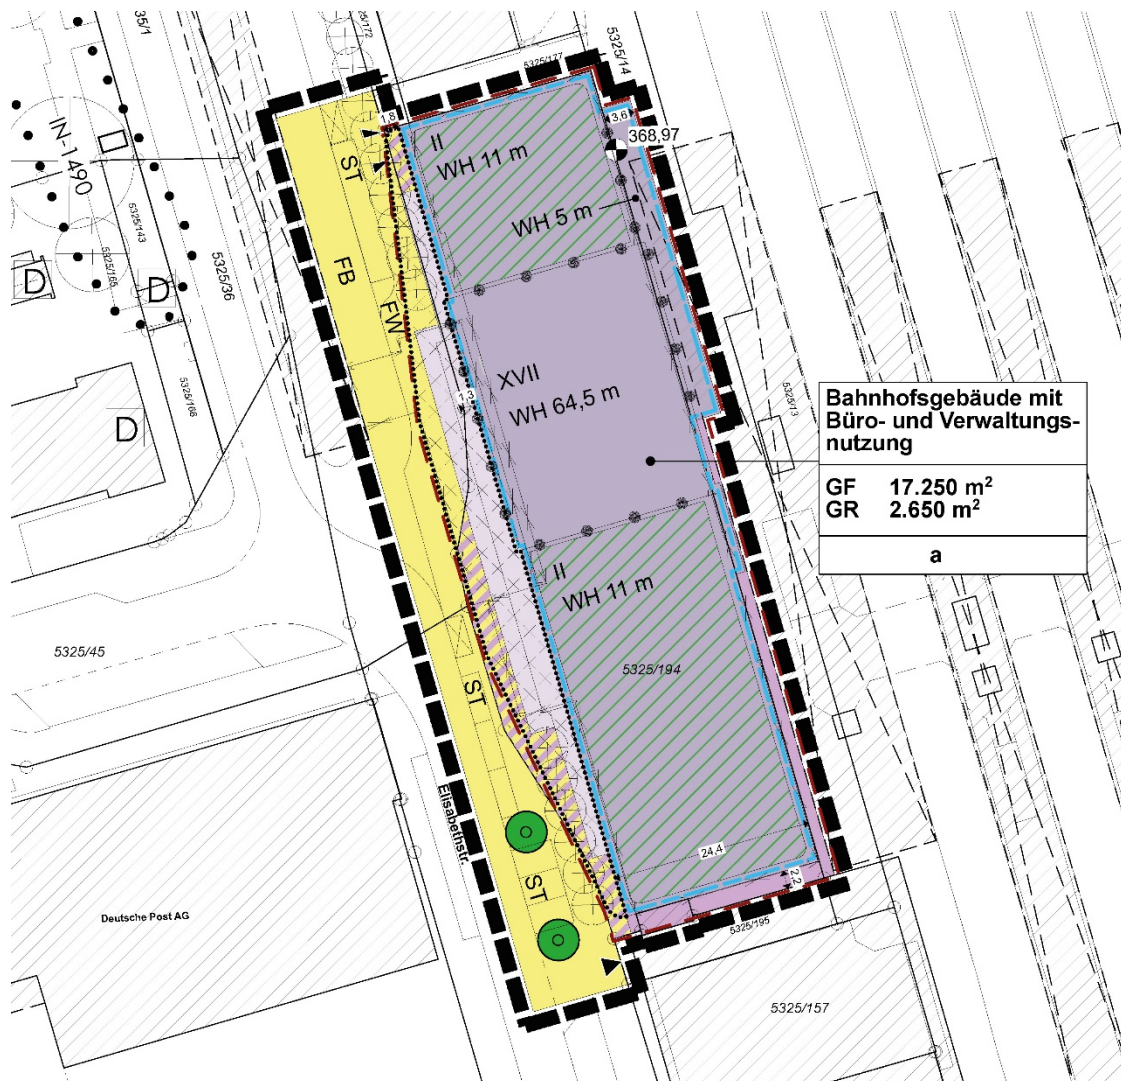 5325/172
35/1
5325/14
5325/127
1,8
3,6
368,97
II
WH 11 m
IN-1490
ST
WH 5 m
5325/143
5325/165
5325/36
FB
D
D
FW
XVII
WH 64,5 m
1,3
5325/166
5325/13
D
Bahnhofsgebäude mit
Büro- und Verwaltungs-
nutzung
GF 17.250 m²
GR 2.650 m²
a
II
WH 11 m
5325/45
5325/194
ST
Elisabethstr.
24,4
2,2
ST
Deutsche Post AG
5325/195
5325/157